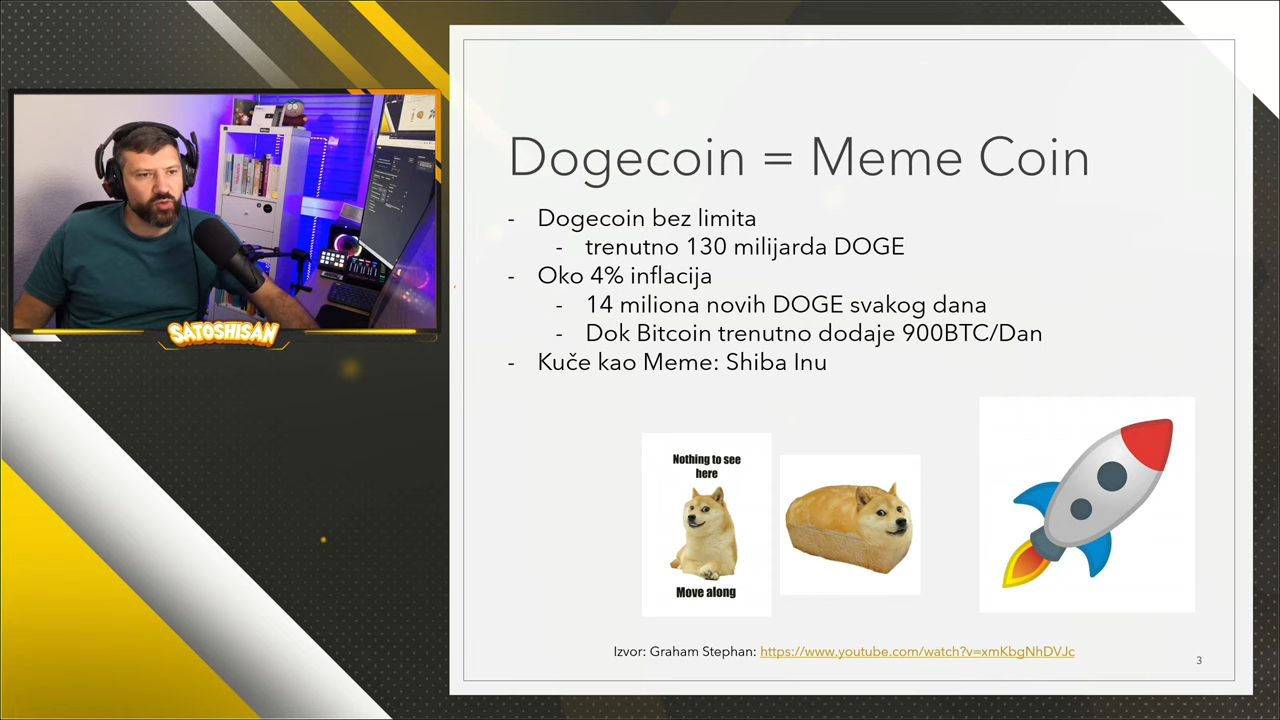 SATOSHISAN
Dogecoin = Meme Coin
- Dogecoin bez limita
- trenutno 130 milijarda DOGE
- Oko 4% inflacija
- 14 miliona novih DOGE svakog dana
- Dok Bitcoin trenutno dodaje 900BTC/Dan
- Kuče kao Meme: Shiba Inu
Nothing to see
here
Move along
Izvor: Graham Stephan: https://www.youtube.com/watch?v=xmKbgNhDVJc
3